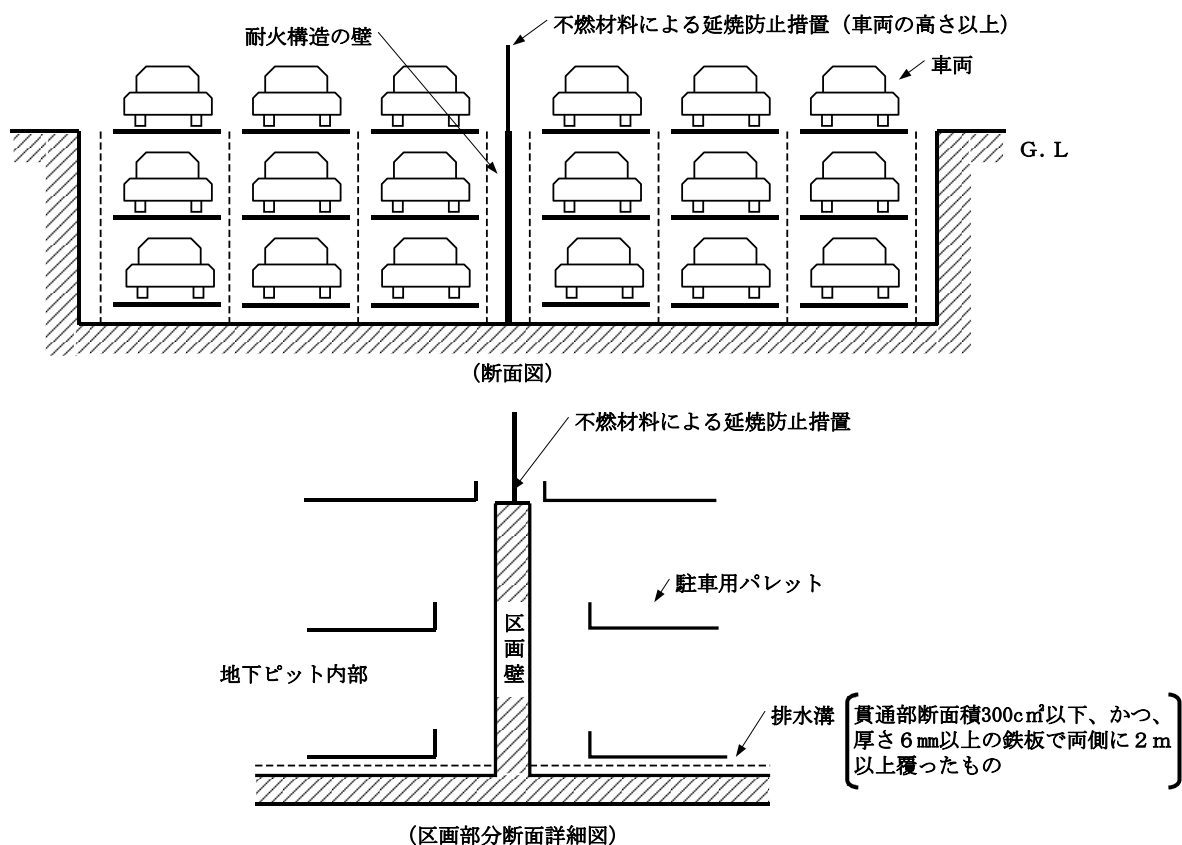 不燃材料による延焼防止措置（車両の高さ以上）
耐火構造の壁
車両
G. L
（断面図）
不燃材料による延焼防止措置
駐車用パレット
区画壁
地下ピット内部
排水溝
貫通部断面積300c㎡以下、かつ、
厚さ６㎜以上の鉄板で両側に２ｍ
以上覆ったもの
（区画部分断面詳細図）